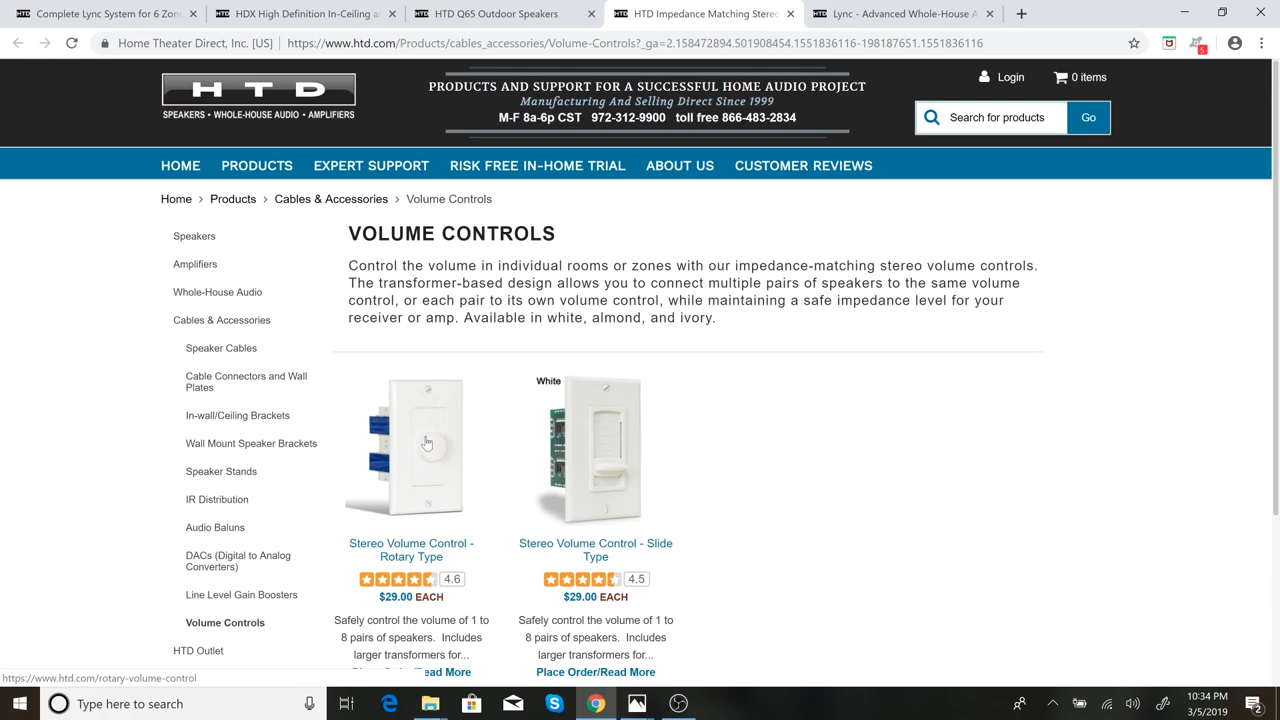 Complete Lync System for 6 Zon
HDX High Definition In-Ceiling a
HTD Q65 Outdoor Speakers
HTD Impedance Matching Stereo
Lync - Advanced Whole-House A
Home Theater Direct, Inc. [US]
https://www.htd.com/Products/cables_accessories/Volume-Controls?_ga=2.158472894.501908454.1551836116-198187651.1551836116
5
HTD
SPEAKERS • WHOLE-HOUSE AUDIO • AMPLIFIERS
PRODUCTS AND SUPPORT FOR A SUCCESSFUL HOME AUDIO PROJECT
Manufacturing And Selling Direct Since 1999
M-F 8a-6p CST 972-312-9900 toll free 866-483-2834
Login
0 items
Search for products
Go
HOME
PRODUCTS
EXPERT SUPPORT
RISK FREE IN-HOME TRIAL
ABOUT US
CUSTOMER REVIEWS
Home > Products > Cables & Accessories > Volume Controls
Speakers
Amplifiers
Whole-House Audio
Cables & Accessories
Speaker Cables
Cable Connectors and Wall
Plates
In-wall/Ceiling Brackets
Wall Mount Speaker Brackets
Speaker Stands
IR Distribution
Audio Baluns
DACs (Digital to Analog
Converters)
Line Level Gain Boosters
Volume Controls
HTD Outlet
VOLUME CONTROLS
Control the volume in individual rooms or zones with our impedance-matching stereo volume controls.
The transformer-based design allows you to connect multiple pairs of speakers to the same volume
control, or each pair to its own volume control, while maintaining a safe impedance level for your
receiver or amp. Available in white, almond, and ivory.
Stereo Volume Control -
Rotary Type
4.6
$29.00 EACH
Safely control the volume of 1 to
8 pairs of speakers. Includes
larger transformers for...
Place Order/Read More
White
Stereo Volume Control - Slide
Type
4.5
$29.00 EACH
Safely control the volume of 1 to
8 pairs of speakers. Includes
larger transformers for...
Place Order/Read More
https://www.htd.com/rotary-volume-control
Type here to search
10:34 PM
3/5/2019
2